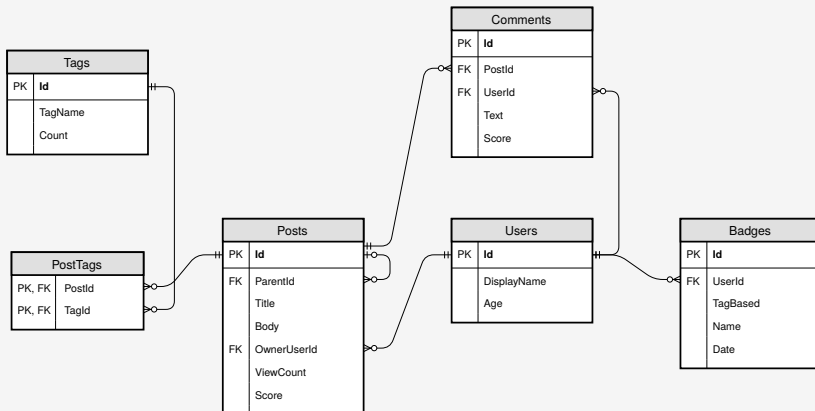 Comments
PK Id
FK PostId
FK UserId
Text
Score
Tags
PK Id
TagName
Count
Posts
PK Id
FK ParentId
Title
Body
FK OwnerUserId
ViewCount
Score
Users
PK Id
DisplayName
Age
Badges
PK Id
FK UserId
TagBased
Name
Date
PostTags
PK, FK PostId
PK, FK TagId